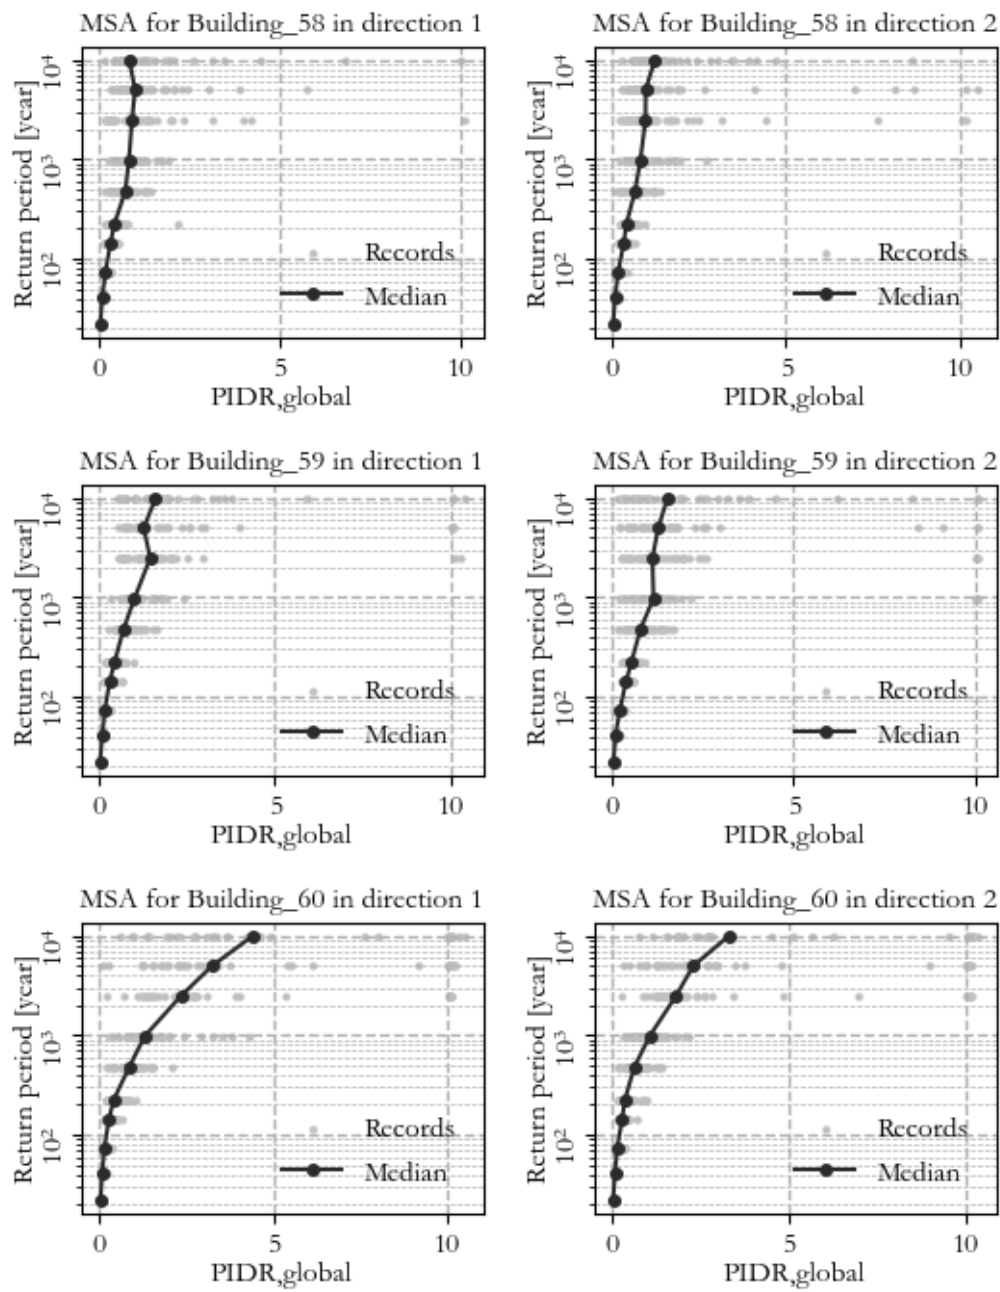 MSA for Building_58 in direction 1
Return period [year]
10⁴
10³
10²
Records
Median
0 5 10
PIDR,global
MSA for Building_58 in direction 2
Return period [year]
10⁴
10³
10²
Records
Median
0 5 10
PIDR,global
MSA for Building_59 in direction 1
Return period [year]
10⁴
10³
10²
Records
Median
0 5 10
PIDR,global
MSA for Building_59 in direction 2
Return period [year]
10⁴
10³
10²
Records
Median
0 5 10
PIDR,global
MSA for Building_60 in direction 1
Return period [year]
10⁴
10³
10²
Records
Median
0 5 10
PIDR,global
MSA for Building_60 in direction 2
Return period [year]
10⁴
10³
10²
Records
Median
0 5 10
PIDR,global